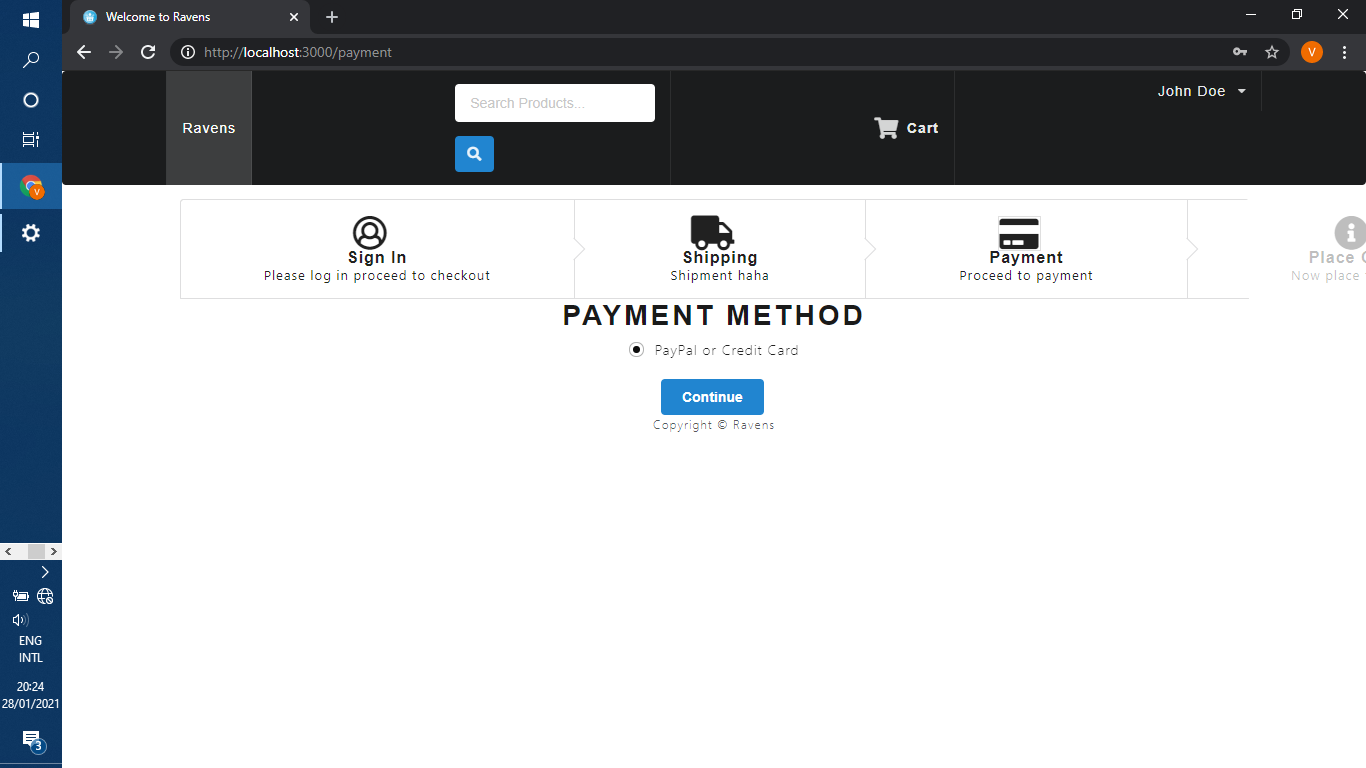 Welcome to Ravens
http://localhost:3000/payment
V
Ravens
Search Products...
Cart
John Doe
Sign In
Please log in proceed to checkout
Shipping
Shipment haha
Payment
Proceed to payment
Place
Now place
PAYMENT METHOD
PayPal or Credit Card
Continue
Copyright © Ravens
V
ENG
INTL
20:24
28/01/2021
3